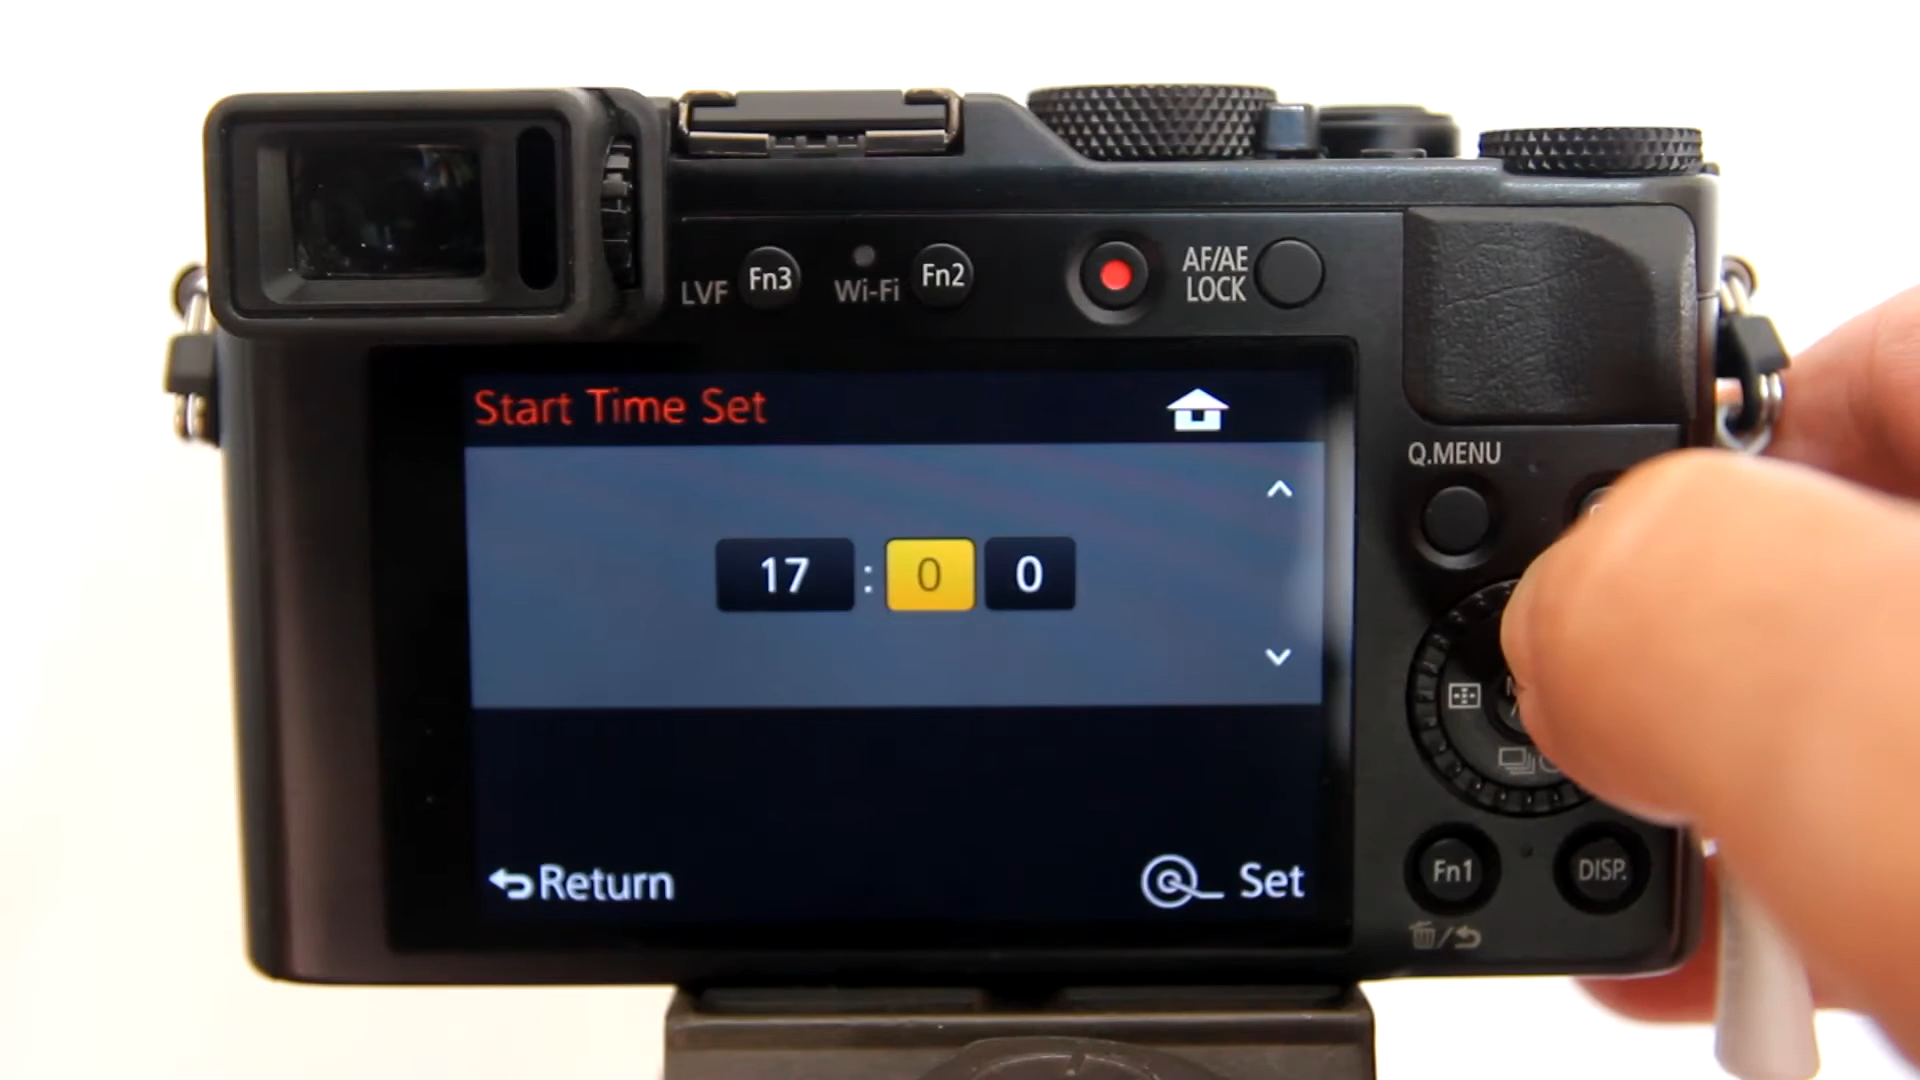 LVF Fn3 Wi-Fi Fn2
AF/AE
LOCK
Start Time Set
17 : 0 0
Return
Set
Q.MENU
Fn1
DISP.